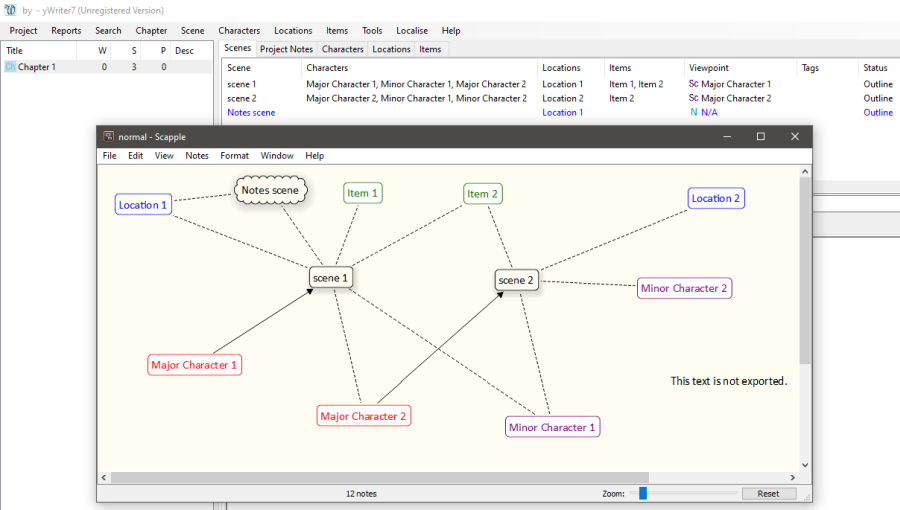 by - yWriter7 (Unregistered Version)
Project Reports Search Chapter Scene Characters Locations Items Tools Localise Help
Title W S P Desc
Ch Chapter 1 0 3 0
Scenes Project Notes Characters Locations Items
Scene Characters Locations Items Viewpoint Tags Status
scene 1 Major Character 1, Minor Character 1, Major Character 2 Location 1 Item 1, Item 2 Sc Major Character 1 Outline
scene 2 Major Character 2, Minor Character 1, Minor Character 2 Location 2 Item 2 Sc Major Character 2 Outline
Notes scene Location 1 N N/A Outline
normal - Scapple
File Edit View Notes Format Window Help
Notes scene Item 1 Item 2 Location 2
Location 1
scene 1 scene 2
Minor Character 2
Major Character 1
This text is not exported.
Major Character 2
Minor Character 1
12 notes Zoom: Reset